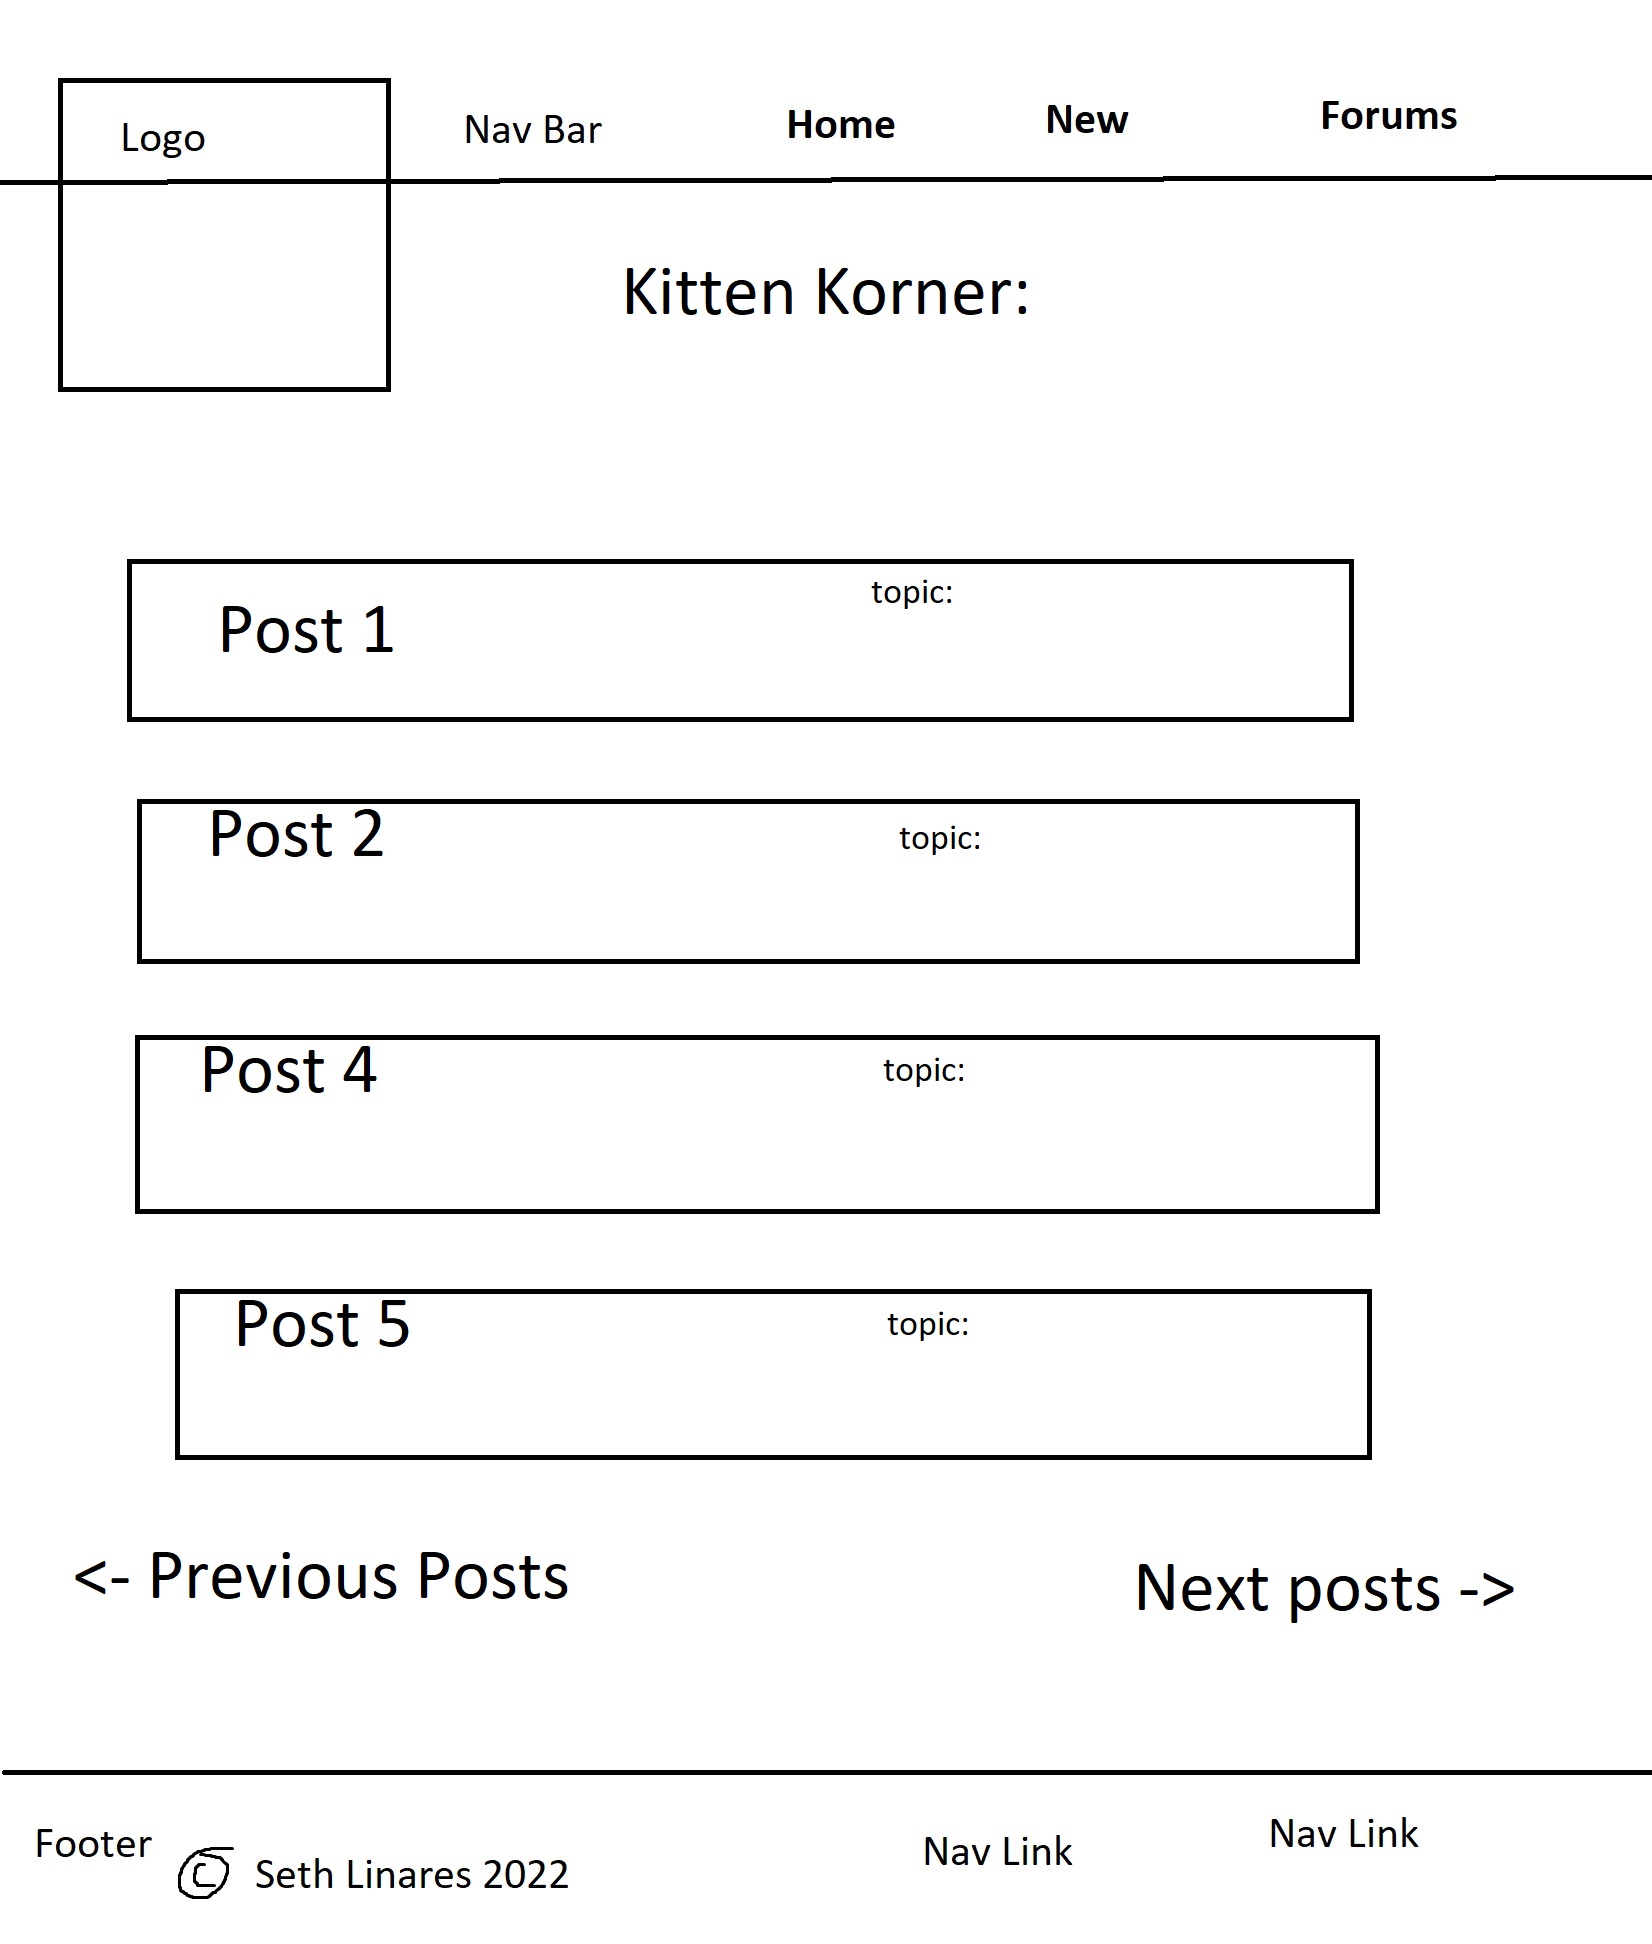 Logo Nav Bar Home New Forums
Kitten Korner:
Post 1 topic:
Post 2 topic:
Post 4 topic:
Post 5 topic:
<- Previous Posts Next posts ->
Footer © Seth Linares 2022 Nav Link Nav Link